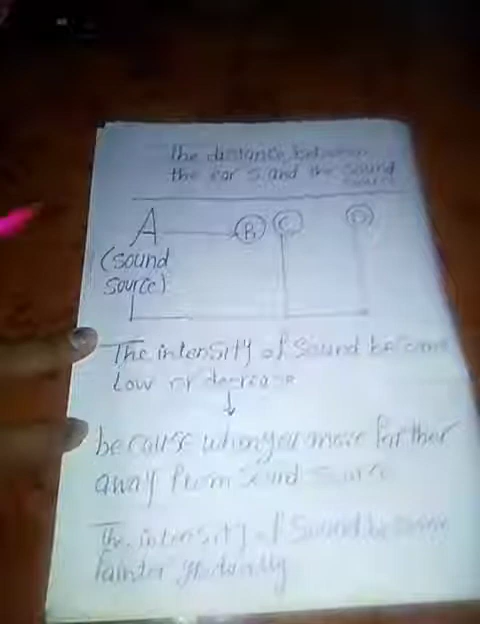 The distance between
the ear s and the sound
source
A
B
C
D
(sound
source)
The intensity of Sound become
Low or decrease
because when you move farther
away from sound source
The intensity of Sound become
fainter gradually